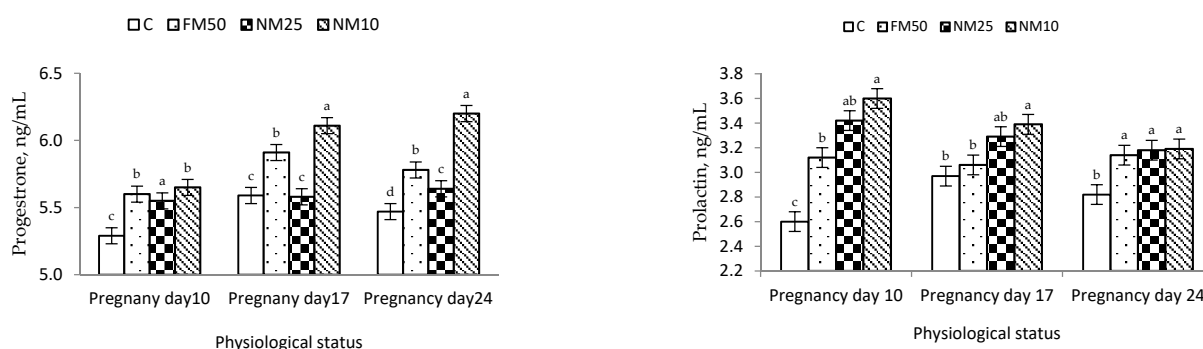 C FM50 NM25 NM10
Progestrone, ng/mL
6.5
6.0
5.5
5.0
c b a b
c b c a
d b c a
Pregnany day10 Pregnany day17 Pregnancy day24
Physiological status
C FM50 NM25 NM10
Prolactin, ng/mL
3.8
3.6
3.4
3.2
3.0
2.8
2.6
2.4
2.2
c b ab a
b b ab a
b a a a
Pregnancy day 10 Pregnancy day 17 Pregnancy day 24
Physiological status